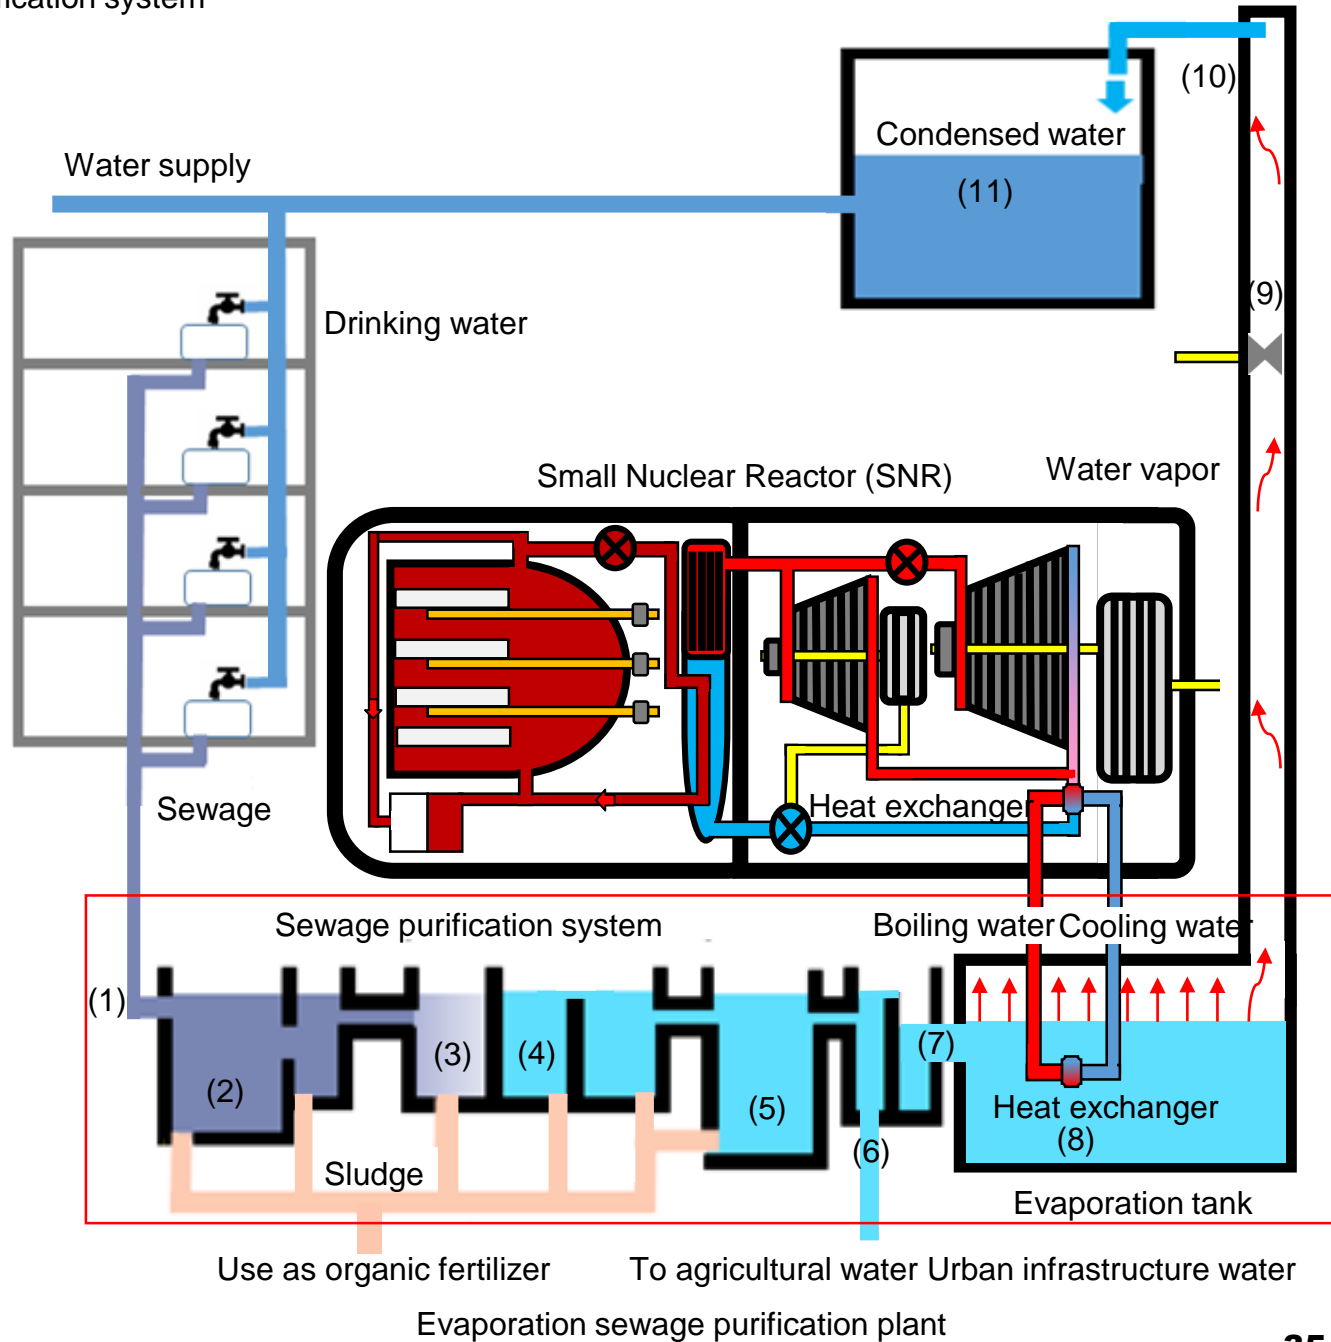 (10)
Condensed water
Water supply
(11)
(9)
Drinking water
Small Nuclear Reactor (SNR)
Water vapor
Sewage
Heat exchanger
Sewage purification system
Boiling water
Cooling water
(1)
(2)
(3)
(4)
(5)
(6)
(7)
Heat exchanger
(8)
Sludge
Evaporation tank
Use as organic fertilizer
To agricultural water Urban infrastructure water
Evaporation sewage purification plant